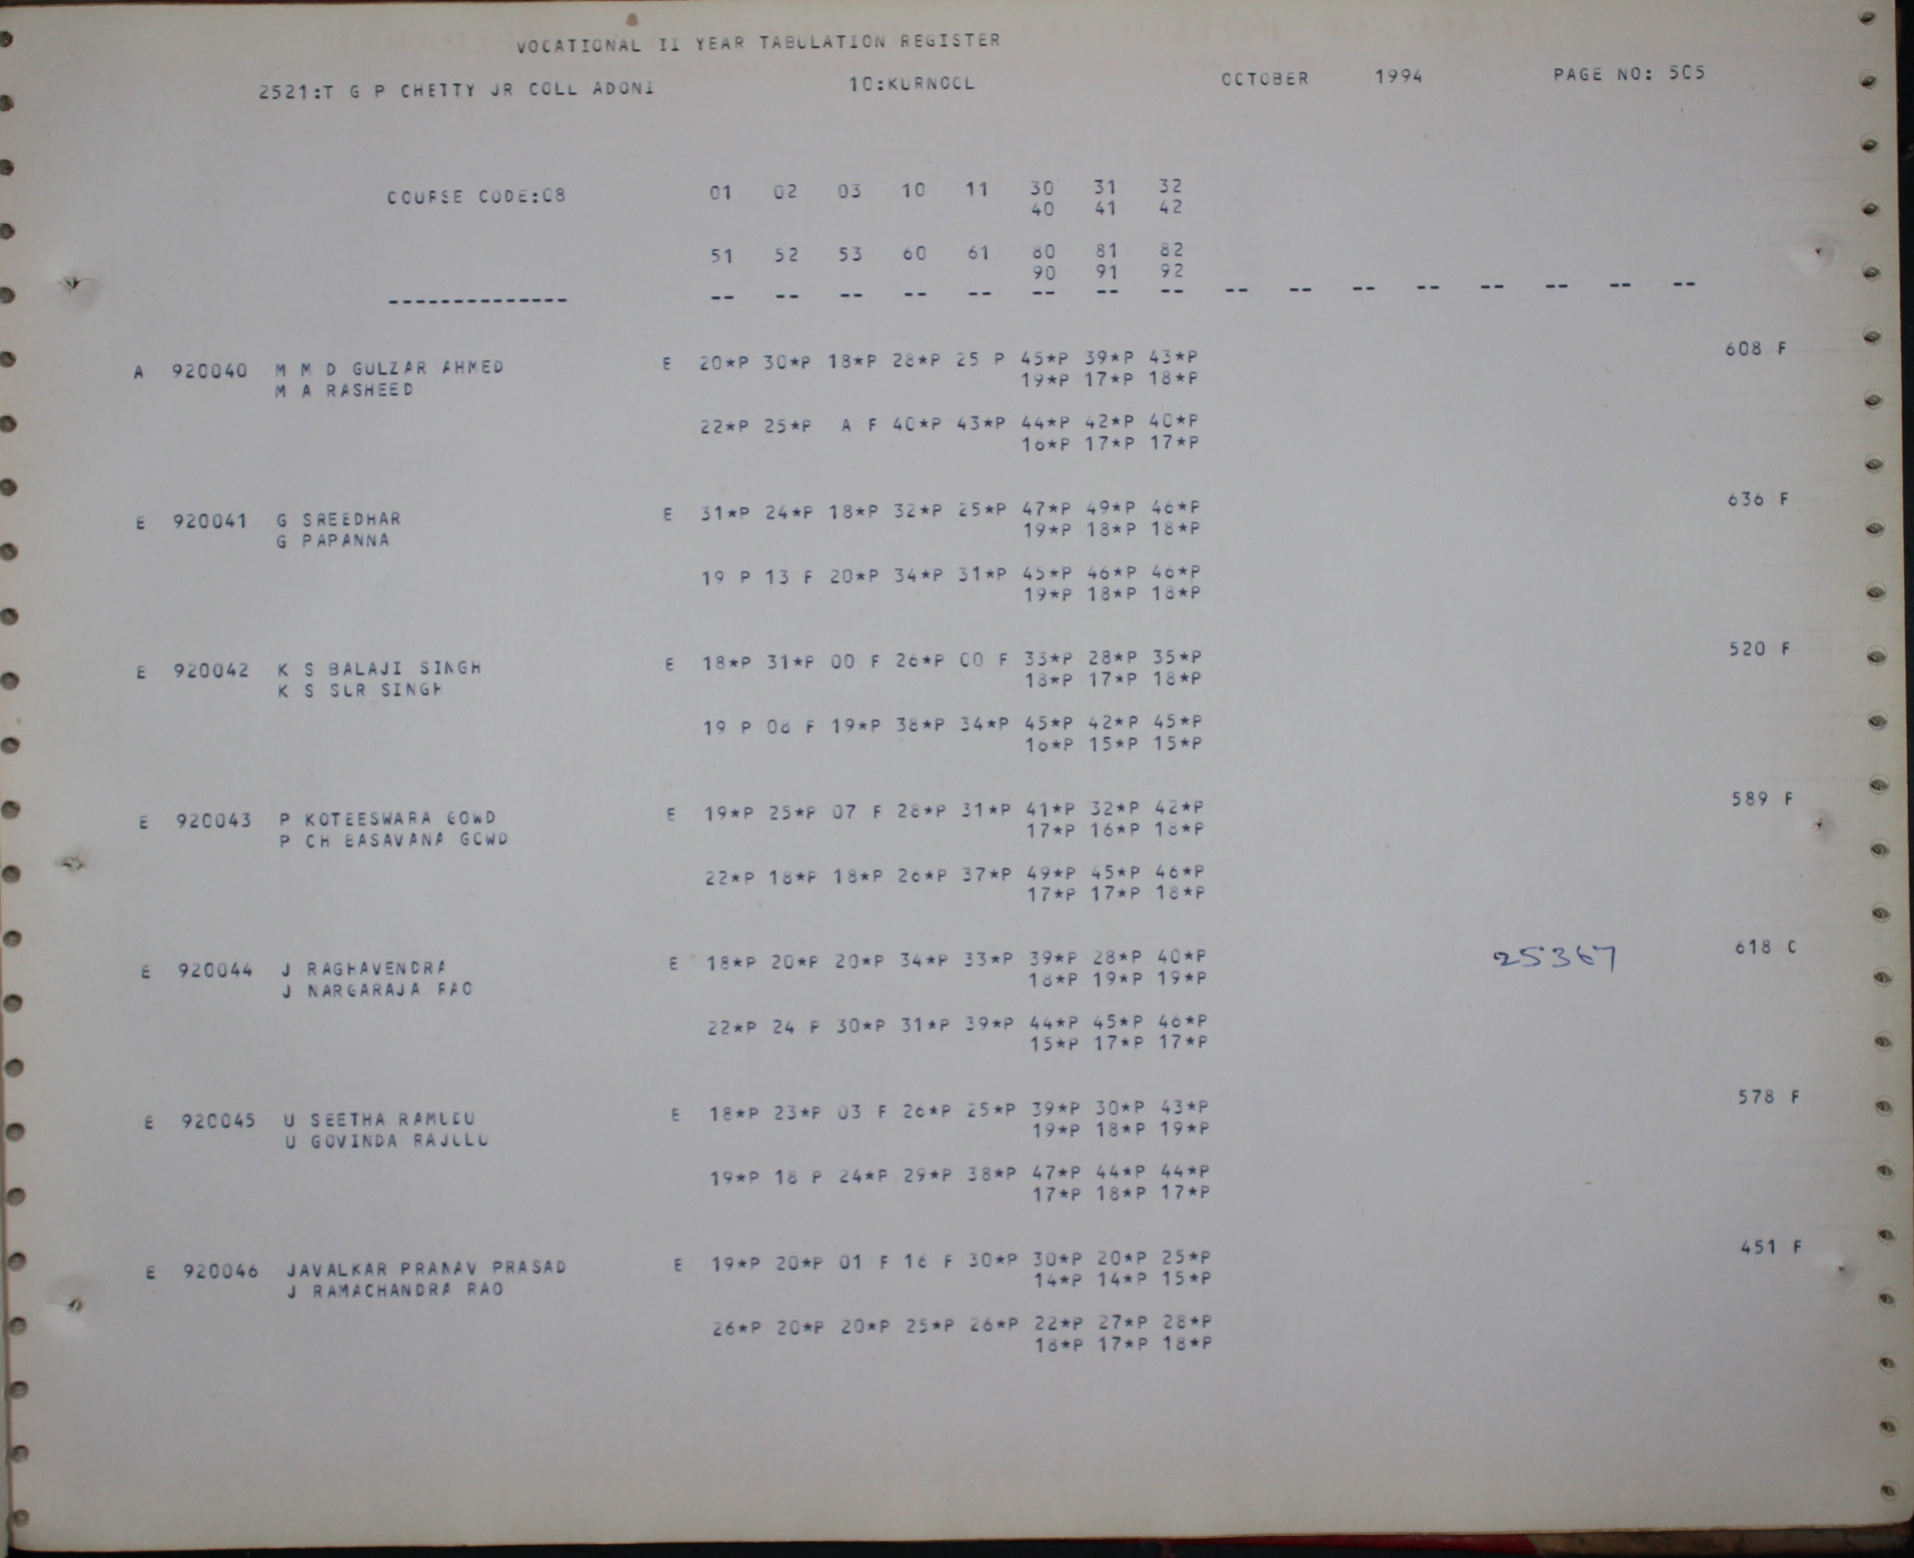 VOCATIONAL II YEAR TABULATION REGISTER
2521:T G P CHETTY JR COLL ADONI 10:KURNOOL OCTOBER 1994 PAGE NO: 505
COURSE CODE:08 01 02 03 10 11 30 31 32
40 41 42
51 52 53 60 61 80 81 82
90 91 92
-------------- -- -- -- -- -- -- -- -- -- -- -- -- -- -- -- --
A 920040 M M D GULZAR AHMED E 20*P 30*P 18*P 28*P 25 P 45*P 39*P 43*P 608 F
M A RASHEED 19*P 17*P 18*P
22*P 25*P A F 40*P 43*P 44*P 42*P 40*P
16*P 17*P 17*P
E 920041 G SREEDHAR E 31*P 24*P 18*P 32*P 25*P 47*P 49*P 46*P 636 F
G PAPANNA 19*P 18*P 18*P
19 P 13 F 20*P 34*P 31*P 45*P 46*P 46*P
19*P 18*P 18*P
E 920042 K S BALAJI SINGH E 18*P 31*P 00 F 26*P 00 F 33*P 28*P 35*P 520 F
K S SUR SINGH 18*P 17*P 18*P
19 P 08 F 19*P 38*P 34*P 45*P 42*P 45*P
16*P 15*P 15*P
E 920043 P KOTEESWARA GOWD E 19*P 25*P 07 F 28*P 31*P 41*P 32*P 42*P 589 F
P CH BASAVANA GOWD 17*P 16*P 18*P
22*P 18*P 18*P 26*P 37*P 49*P 45*P 46*P
17*P 17*P 18*P
E 920044 J RAGHAVENDRA E 18*P 20*P 20*P 34*P 33*P 39*P 28*P 40*P 25367 618 C
J NARGARAJA RAO 18*P 19*P 19*P
22*P 24 P 30*P 31*P 39*P 44*P 45*P 46*P
15*P 17*P 17*P
E 920045 U SEETHA RAMUDU E 18*P 23*P 03 F 26*P 25*P 39*P 30*P 43*P 578 F
U GOVINDA RAJULU 19*P 18*P 19*P
19*P 18 P 24*P 29*P 38*P 47*P 44*P 44*P
17*P 18*P 17*P
E 920046 JAVALKAR PRANAV PRASAD E 19*P 20*P 01 F 16 F 30*P 30*P 20*P 25*P 451 F
J RAMACHANDRA RAO 14*P 14*P 15*P
26*P 20*P 20*P 25*P 26*P 22*P 27*P 28*P
18*P 17*P 18*P